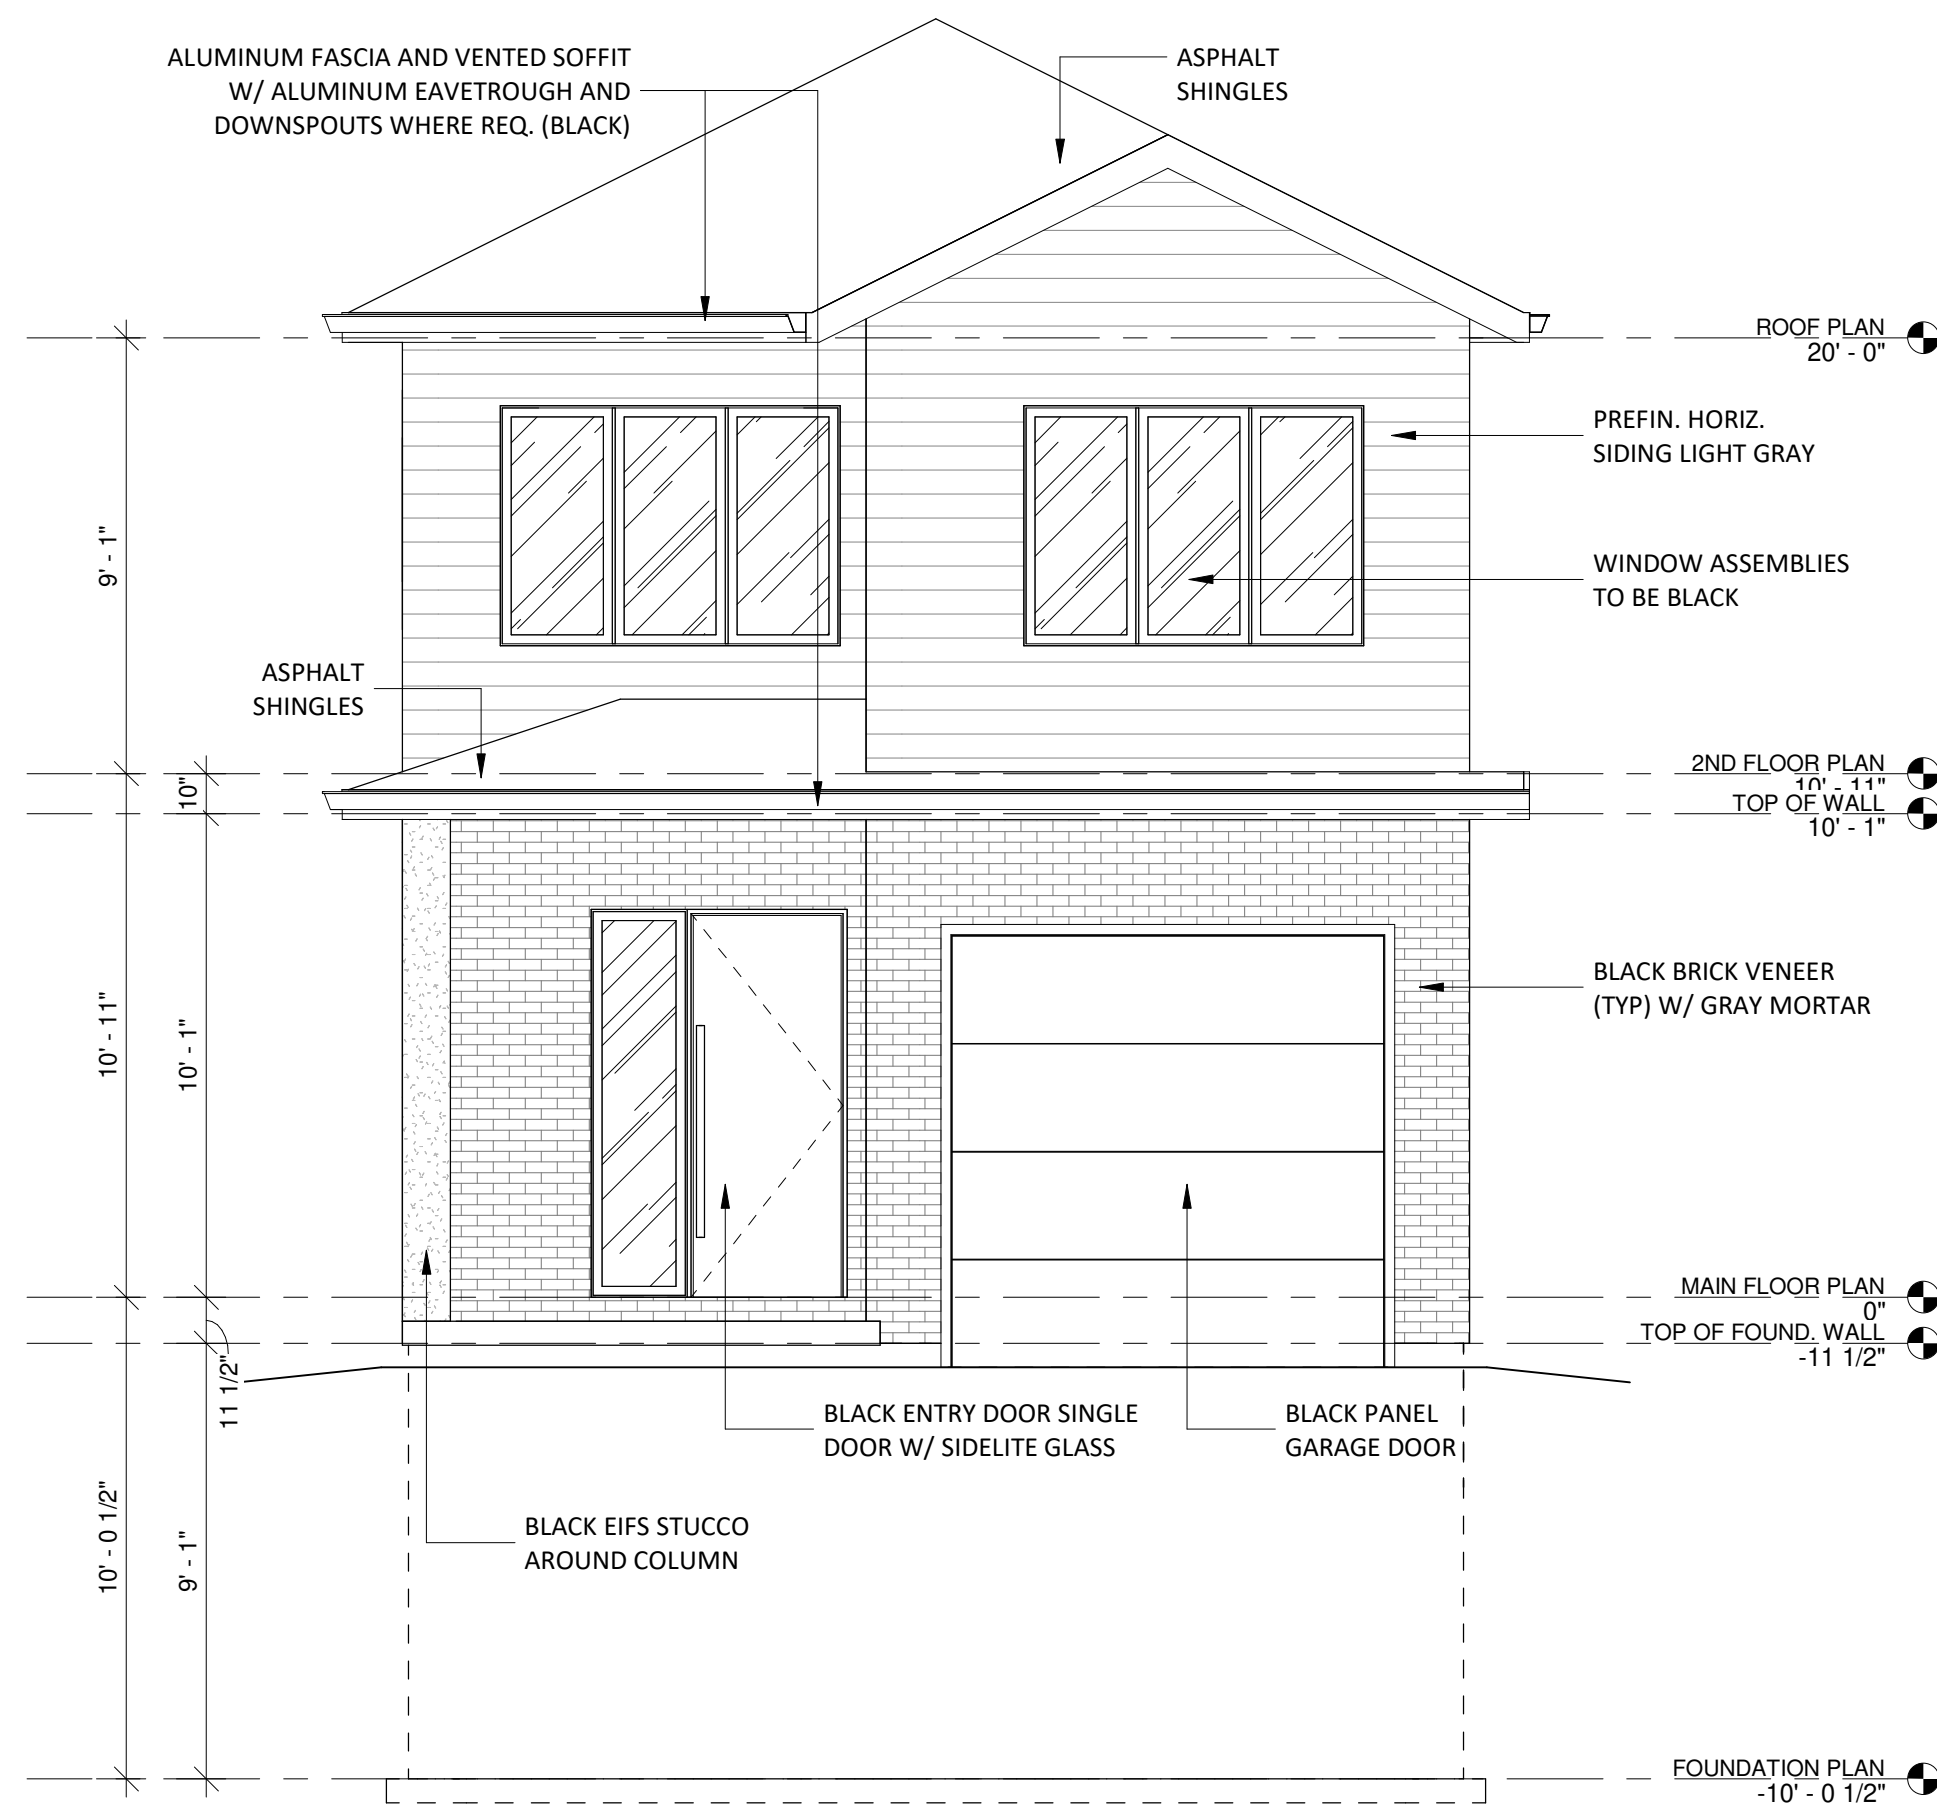 ALUMINUM FASCIA AND VENTED SOFFIT
W/ ALUMINUM EAVETROUGH AND
DOWNSPOUTS WHERE REQ. (BLACK)
ASPHALT
SHINGLES
ROOF PLAN
20' - 0"
PREFIN. HORIZ.
SIDING LIGHT GRAY
9' - 1"
WINDOW ASSEMBLIES
TO BE BLACK
ASPHALT
SHINGLES
2ND FLOOR PLAN
10' - 11"
10"
TOP OF WALL
10' - 1"
BLACK BRICK VENEER
(TYP) W/ GRAY MORTAR
10' - 11"
10' - 1"
MAIN FLOOR PLAN
0"
TOP OF FOUND. WALL
-11 1/2"
11 1/2"
BLACK ENTRY DOOR SINGLE
DOOR W/ SIDELITE GLASS
BLACK PANEL
GARAGE DOOR
10' - 0 1/2"
9' - 1"
BLACK EIFS STUCCO
AROUND COLUMN
FOUNDATION PLAN
-10' - 0 1/2"